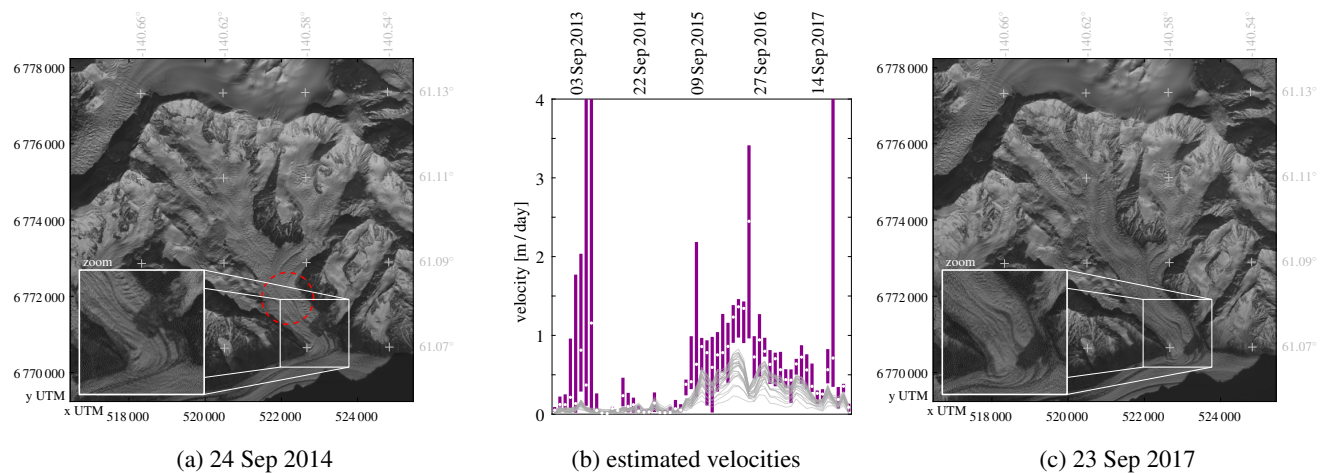 -140.66°
-140.62°
-140.58°
-140.54°
6 778 000
6 776 000
6 774 000
6 772 000
6 770 000
y UTM
x UTM
518 000
520 000
522 000
524 000
61.13°
61.11°
61.09°
61.07°
zoom
(a) 24 Sep 2014
03 Sep 2013
22 Sep 2014
09 Sep 2015
27 Sep 2016
14 Sep 2017
velocity [m / day]
4
3
2
1
0
(b) estimated velocities
-140.66°
-140.62°
-140.58°
-140.54°
6 778 000
6 776 000
6 774 000
6 772 000
6 770 000
y UTM
x UTM
518 000
520 000
522 000
524 000
61.13°
61.11°
61.09°
61.07°
zoom
(c) 23 Sep 2017